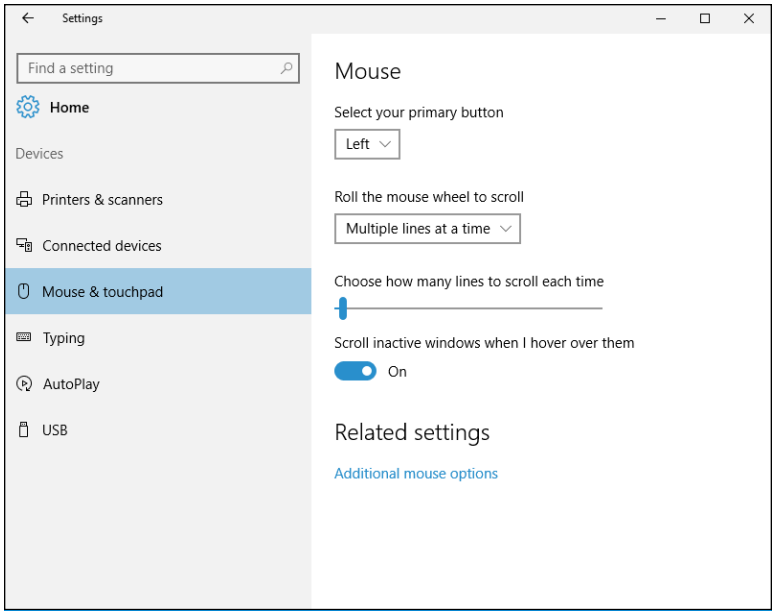 Settings
Find a setting
Home
Devices
Printers & scanners
Connected devices
Mouse & touchpad
Typing
AutoPlay
USB
Mouse
Select your primary button
Left
Roll the mouse wheel to scroll
Multiple lines at a time
Choose how many lines to scroll each time
Scroll inactive windows when I hover over them
On
Related settings
Additional mouse options